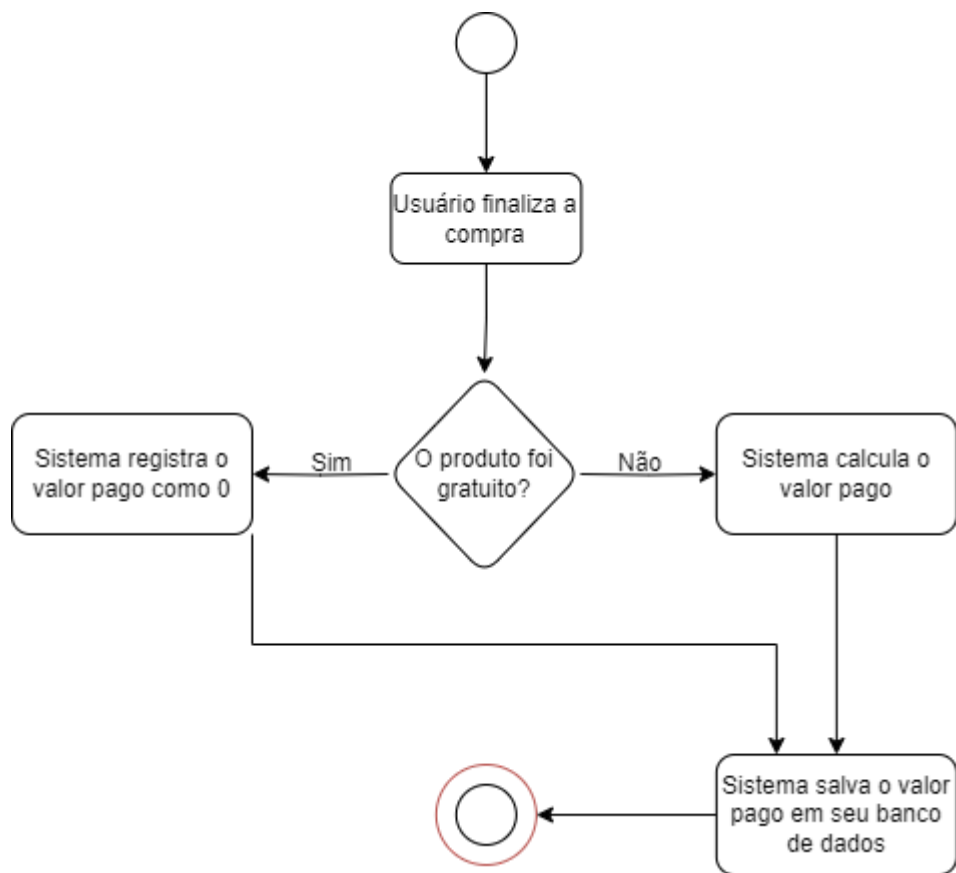 Usuário finaliza a
compra
O produto foi
gratuito?
Sim
Não
Sistema registra o
valor pago como 0
Sistema calcula o
valor pago
Sistema salva o valor
pago em seu banco
de dados